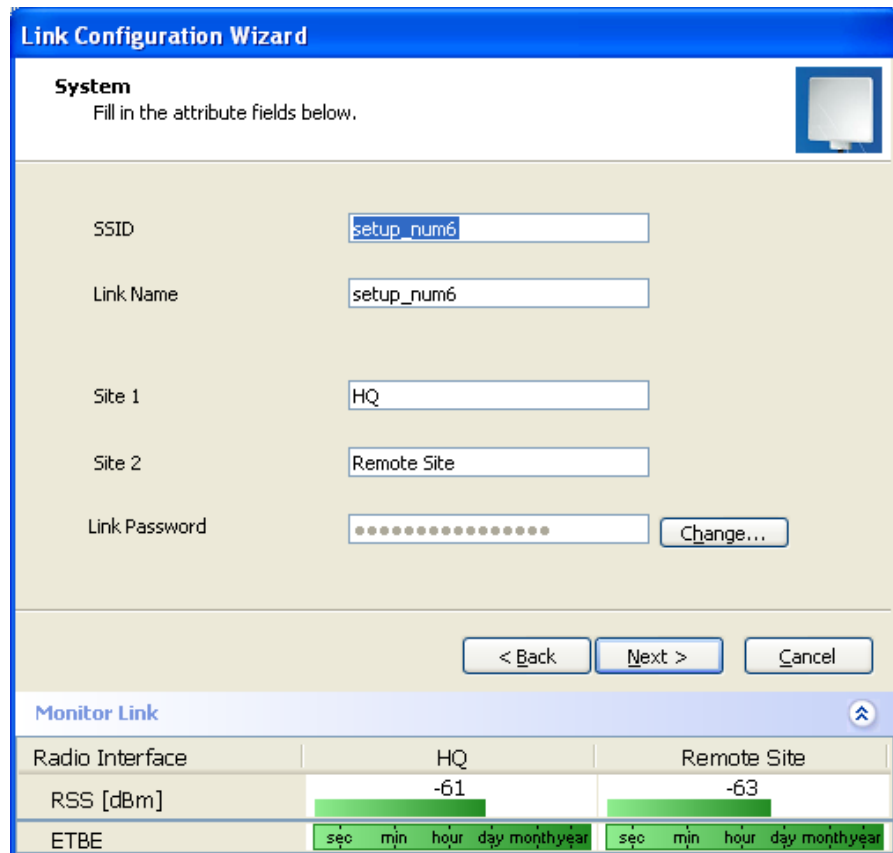 Link Configuration Wizard
System
Fill in the attribute fields below.
SSID setup_num6
Link Name setup_num6
Site 1 HQ
Site 2 Remote Site
Link Password ●●●●●●●●●●●●●●●● Change...
< Back Next > Cancel
Monitor Link
Radio Interface HQ Remote Site
RSS [dBm] -61 -63
ETBE sec min hour day month year sec min hour day month year